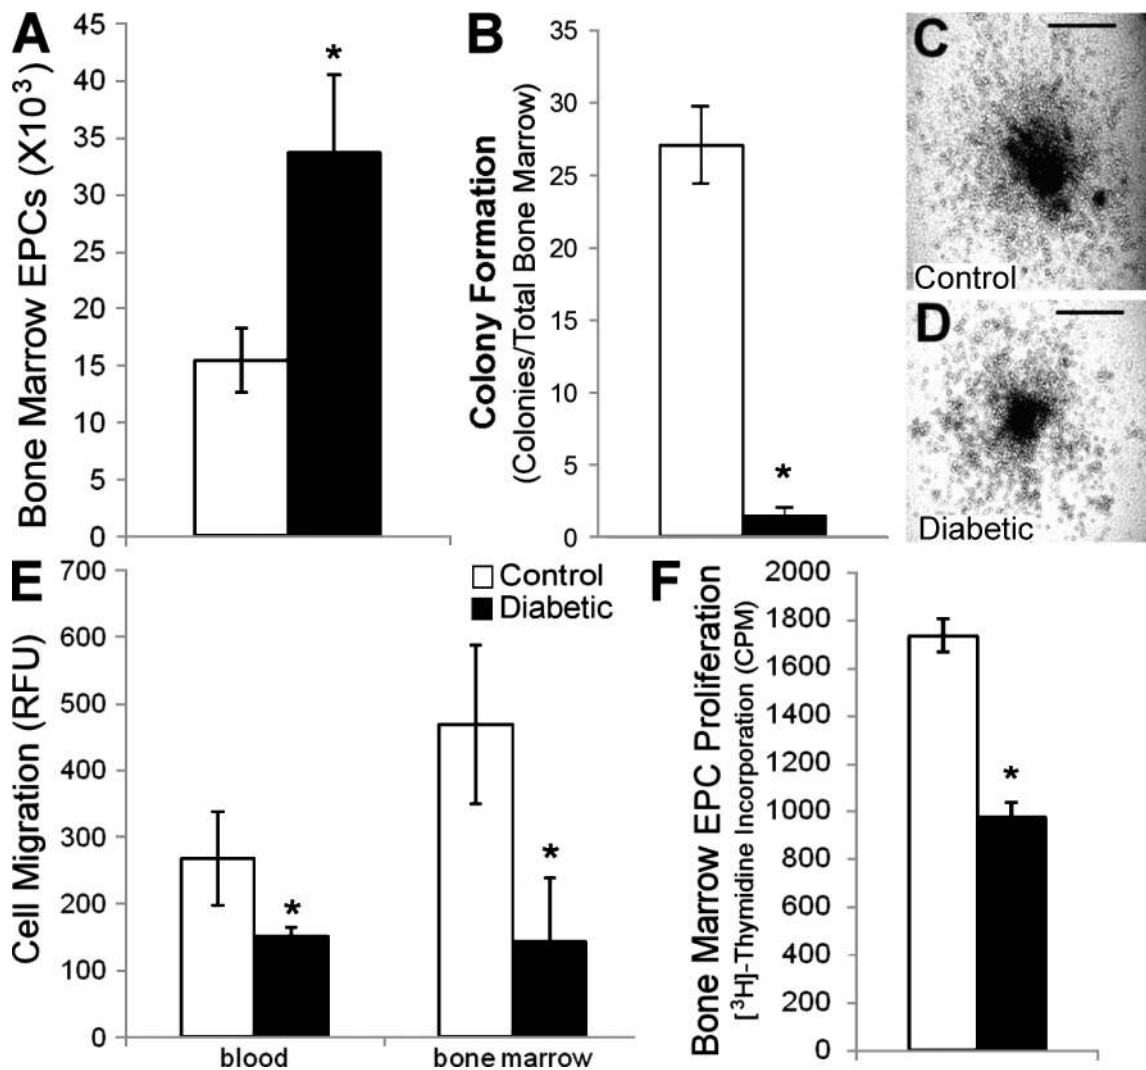 A
Bone Marrow EPCs (X10³)
45
40
35
30
25
20
15
10
5
0
*
B
Colony Formation
(Colonies/Total Bone Marrow)
35
30
25
20
15
10
5
0
*
C
Control
D
Diabetic
E
Cell Migration (RFU)
700
600
500
400
300
200
100
0
Control
Diabetic
*
*
blood
bone marrow
F
Bone Marrow EPC Proliferation
[³H]-Thymidine Incorporation (CPM)
2000
1800
1600
1400
1200
1000
800
600
400
200
0
*